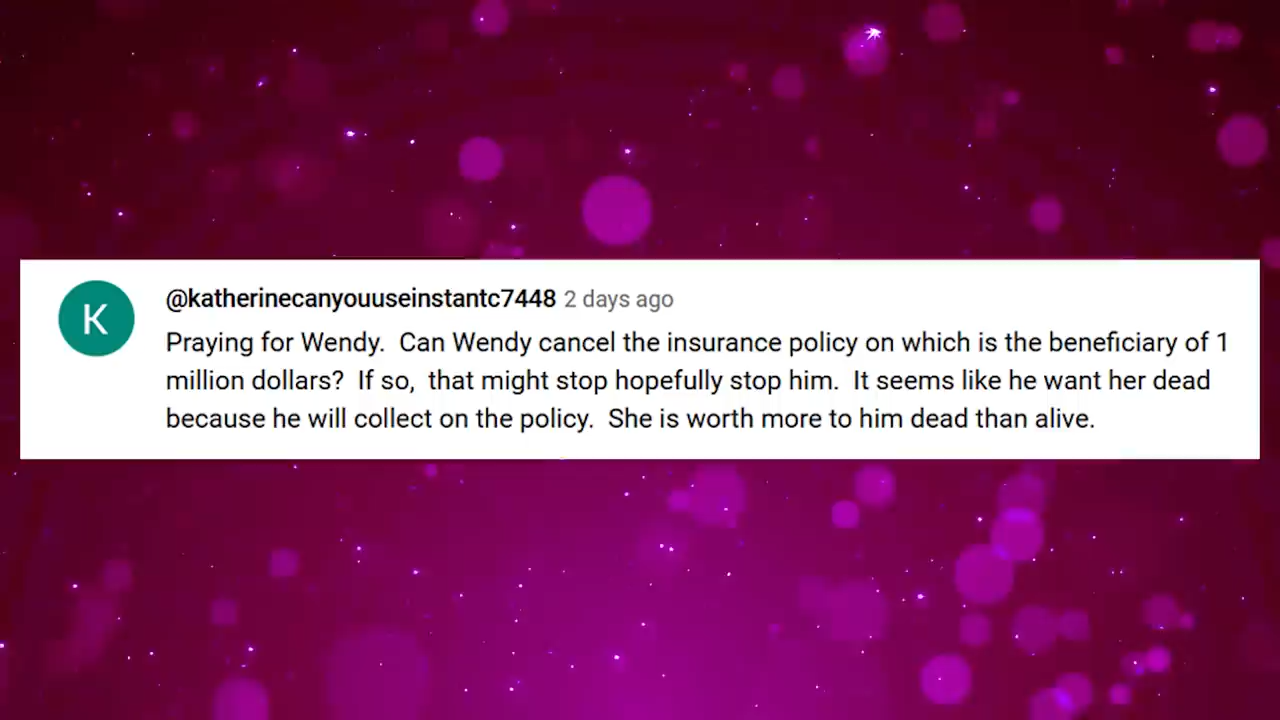 K
@katherinecanyouuseinstantc7448 2 days ago
Praying for Wendy.  Can Wendy cancel the insurance policy on which is the beneficiary of 1
million dollars?  If so,  that might stop hopefully stop him.  It seems like he want her dead
because he will collect on the policy.  She is worth more to him dead than alive.